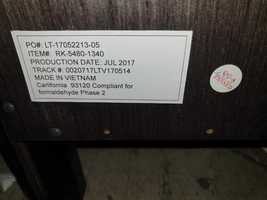 PO#: LT-17052213-05
ITEM#: RK-5480-1340
PRODUCTION DATE: JUL 2017
TRACK #: 0020717LTV170514
MADE IN VIETNAM
California 93120 Compliant for
formaldehyde Phase 2